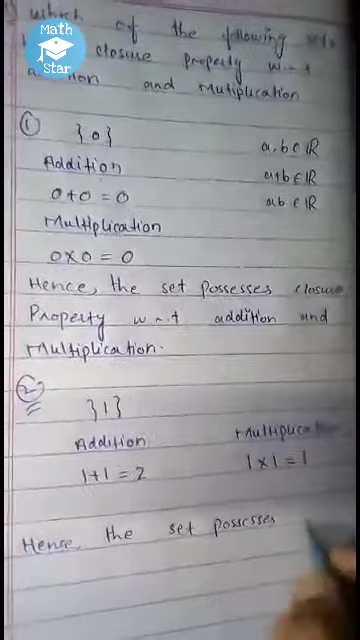 Math
Star
Which of the following
closure property w.r.t
and Mutiplication
① } 0 }
a, b ∈ ℝ
Addition
a+b ∈ ℝ
0+0 = 0
ab ∈ ℝ
Multiplication
0×0 = 0
Hence, the set possesses closure
Property w.r.t addition and
Multiplication.
② } 1 }
Addition
1+1 = 2
1×1 = 1
Hence, the set possesses